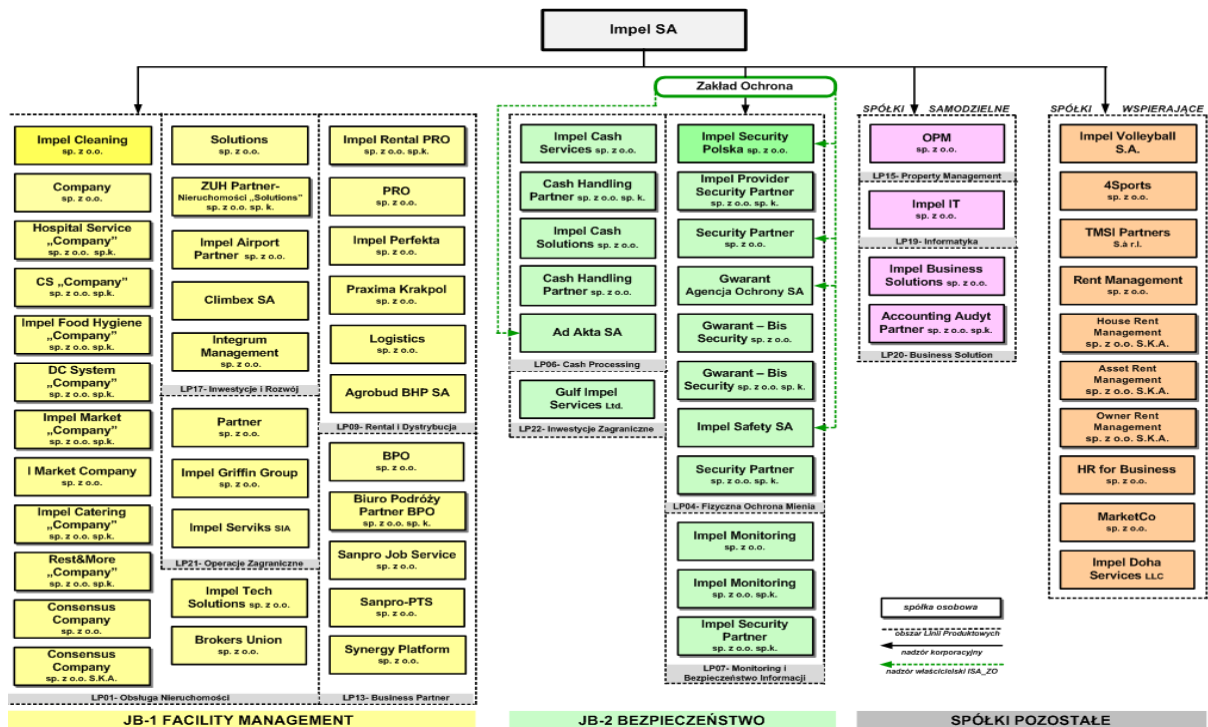 Impel SA
Zakład Ochrona
SPÓŁKI SAMODZIELNE
SPÓŁKI WSPIERAJĄCE
Impel Cleaning
sp. z o.o.
Company
sp. z o.o.
Hospital Service
„Company”
sp. z o.o. sp.k.
CS „Company”
sp. z o.o. sp.k.
Impel Food Hygiene
„Company”
sp. z o.o. sp.k.
DC System
„Company”
sp. z o.o. sp.k.
Impel Market
„Company”
sp. z o.o. sp.k.
I Market Company
sp. z o.o.
Impel Catering
„Company”
sp. z o.o. sp.k.
Rest&More
„Company”
sp. z o.o. sp.k.
Consensus
Company
sp. z o.o.
Consensus
Company
sp. z o.o. S.K.A.
LP01- Obsługa Nieruchomości
Solutions
sp. z o.o.
ZUH Partner-
Nieruchomości „Solutions”
sp. z o.o. sp. k.
Impel Airport
Partner sp. z o.o.
Climbex SA
Integrum
Management
sp. z o.o.
LP17- Inwestycje i Rozwój
Partner
sp. z o.o.
Impel Griffin Group
sp. z o.o.
Impel Serviks SIA
LP21- Operacje Zagraniczne
Impel Tech
Solutions sp. z o.o.
Brokers Union
sp. z o.o.
Impel Rental PRO
sp. z o.o. sp.k.
PRO
sp. z o.o.
Impel Perfekta
sp. z o.o.
Praxima Krakpol
sp. z o.o.
Logistics
sp. z o.o.
Agrobud BHP SA
LP09- Rental i Dystrybucja
BPO
sp. z o.o.
Biuro Podróży
Partner BPO
sp. z o.o. sp. k.
Sanpro Job Service
sp. z o.o.
Sanpro-PTS
sp. z o.o.
Synergy Platform
sp. z o.o.
LP13- Business Partner
JB-1 FACILITY MANAGEMENT
Impel Cash
Services sp. z o.o.
Cash Handling
Partner sp. z o.o. sp. k.
Impel Cash
Solutions sp. z o.o.
Cash Handling
Partner sp. z o.o.
Ad Akta SA
LP06- Cash Processing
Gulf Impel
Services Ltd.
LP22- Inwestycje Zagraniczne
Impel Security
Polska sp. z o.o.
Impel Provider
Security Partner
sp. z o.o. sp.k.
Security Partner
sp. z o.o.
Gwarant
Agencja Ochrony SA
Gwarant – Bis
Security sp. z o.o.
Gwarant – Bis
Security sp. z o.o. sp. k.
Impel Safety SA
Security Partner
sp. z o.o. sp. k.
LP04- Fizyczna Ochrona Mienia
Impel Monitoring
sp. z o.o.
Impel Monitoring
sp. z o.o. sp.k.
Impel Security
Partner
sp. z o.o. sp.k.
LP07- Monitoring i
Bezpieczeństwo Informacji
JB-2 BEZPIECZEŃSTWO
OPM
sp. z o.o.
LP15- Property Management
Impel IT
sp. z o.o.
LP19- Informatyka
Impel Business
Solutions sp. z o.o.
Accounting Audyt
Partner sp. z o.o. sp.k.
LP20- Business Solution
Impel Volleyball
S.A.
4Sports
sp. z o.o.
TMSI Partners
S.à r.l.
Rent Management
sp. z o.o.
House Rent
Management
sp. z o.o. S.K.A.
Asset Rent
Management
sp. z o.o. S.K.A.
Owner Rent
Management
sp. z o.o. S.K.A.
HR for Business
sp. z o.o.
MarketCo
sp. z o.o.
Impel Doha
Services LLC
spółka osobowa
obszar Linii Produktowych
nadzór korporacyjny
nadzór właścicielski ISA_ZO
SPÓŁKI POZOSTAŁE